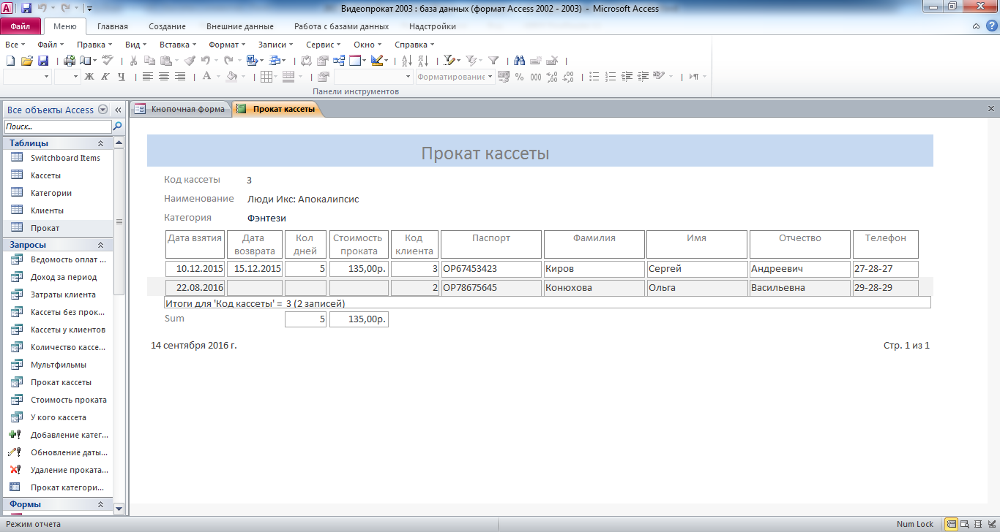 Видеопрокат 2003 : база данных (формат Access 2002 - 2003) - Microsoft Access
Файл Меню Главная Создание Внешние данные Работа с базами данных Надстройки
Все Файл Правка Вид Вставка Формат Записи Сервис Окно Справка
Ж К Ч А Форматирование % 000
Панели инструментов
Все объекты Access
Поиск...
Таблицы
Switchboard Items
Кассеты
Категории
Клиенты
Прокат
Запросы
Ведомость оплат ...
Доход за период
Затраты клиента
Кассеты без прок...
Кассеты у клиентов
Количество кассе...
Мультфильмы
Прокат кассеты
Стоимость проката
У кого кассета
Добавление катег...
Обновление даты...
Удаление проката...
Прокат категори...
Формы
Кнопочная форма Прокат кассеты
Прокат кассеты
Код кассеты 3
Наименование Люди Икс: Апокалипсис
Категория Фэнтези
Дата взятия Дата возврата Кол дней Стоимость проката Код клиента Паспорт Фамилия Имя Отчество Телефон
10.12.2015 15.12.2015 5 135,00р. 3 ОР67453423 Киров Сергей Андреевич 27-28-27
22.08.2016 2 ОР78675645 Конюхова Ольга Васильевна 29-28-29
Итоги для 'Код кассеты' = 3 (2 записей)
Sum 5 135,00р.
14 сентября 2016 г. Стр. 1 из 1
Режим отчета Num Lock